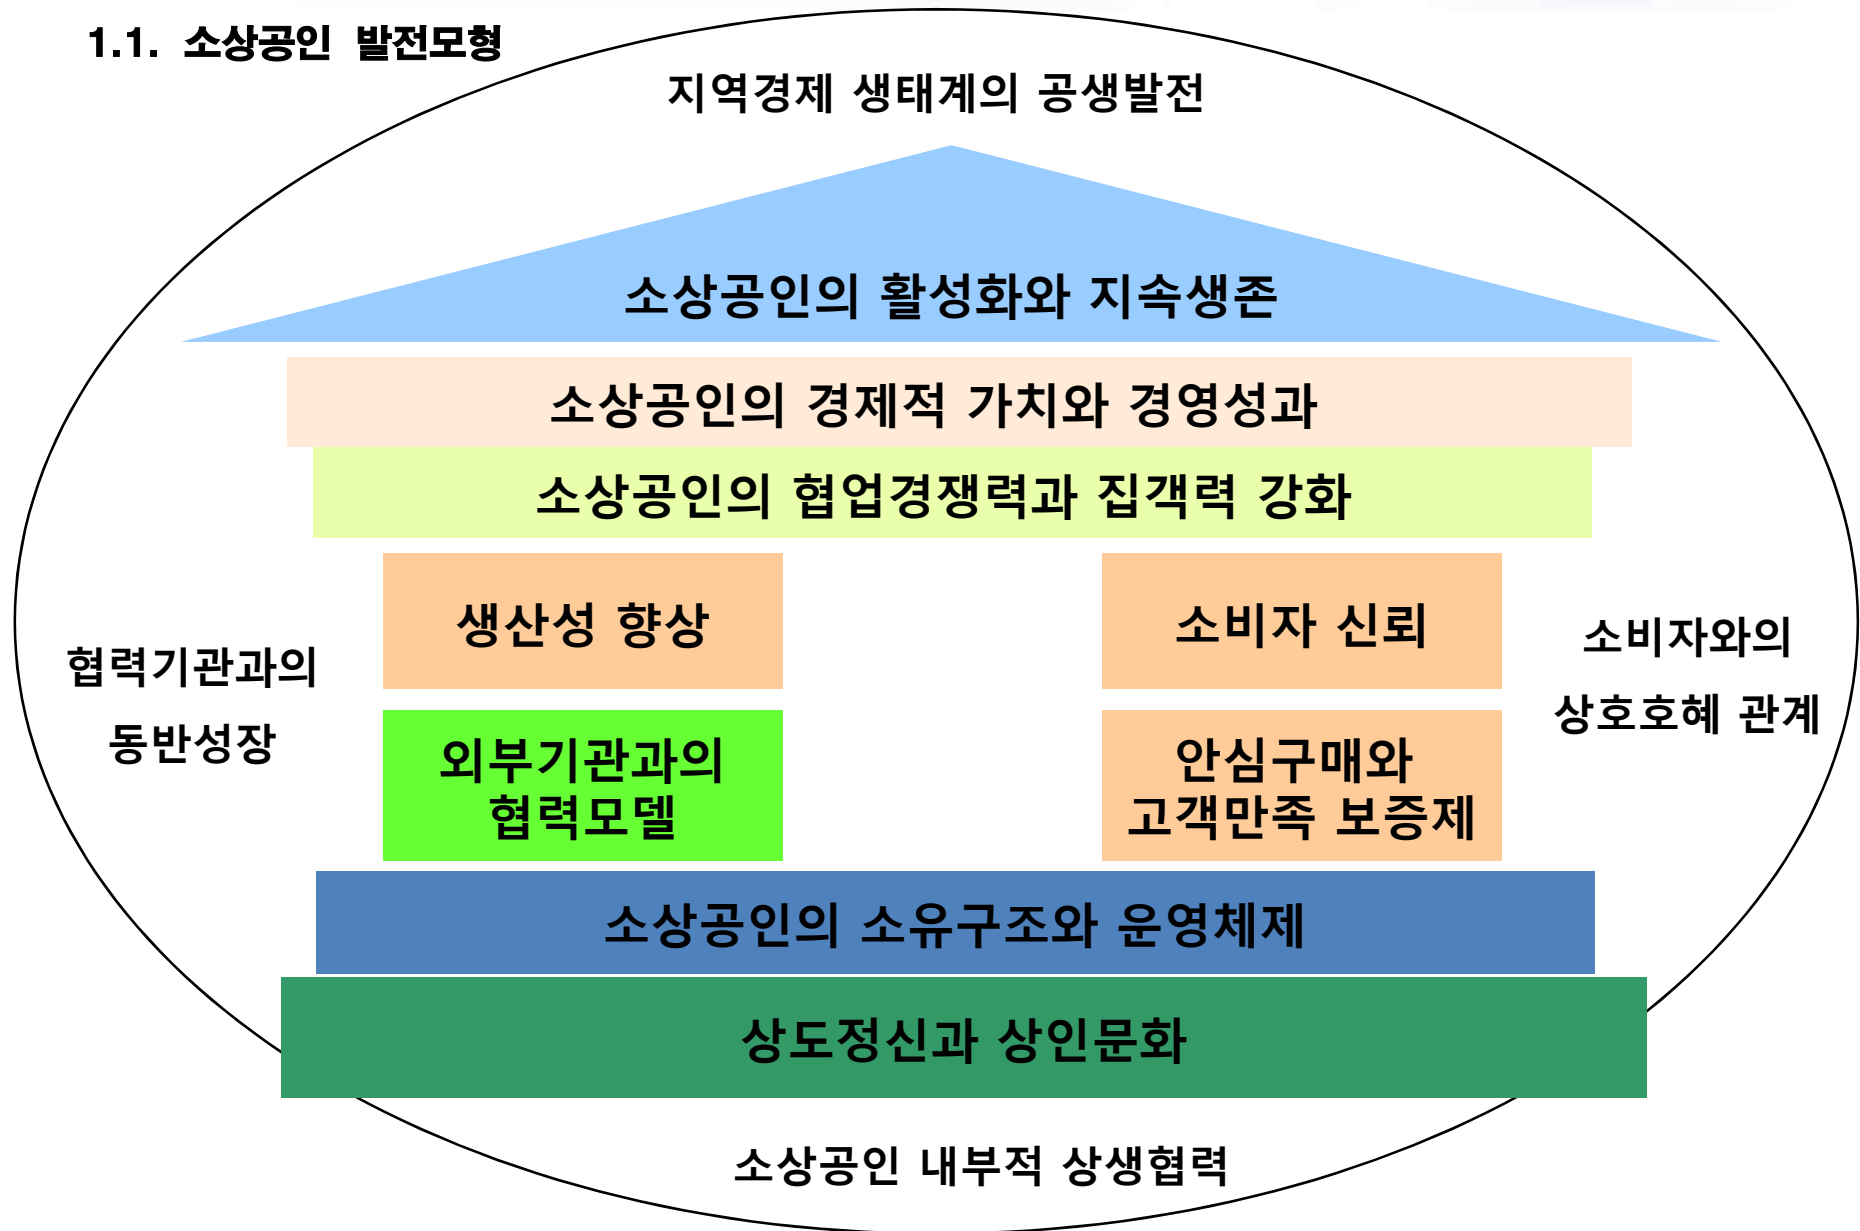 1.1. 소상공인 발전모형
지역경제 생태계의 공생발전
소상공인의 활성화와 지속생존
소상공인의 경제적 가치와 경영성과
소상공인의 협업경쟁력과 집객력 강화
생산성 향상
소비자 신뢰
협력기관과의
동반성장
소비자와의
상호호혜 관계
외부기관과의
협력모델
안심구매와
고객만족 보증제
소상공인의 소유구조와 운영체제
상도정신과 상인문화
소상공인 내부적 상생협력